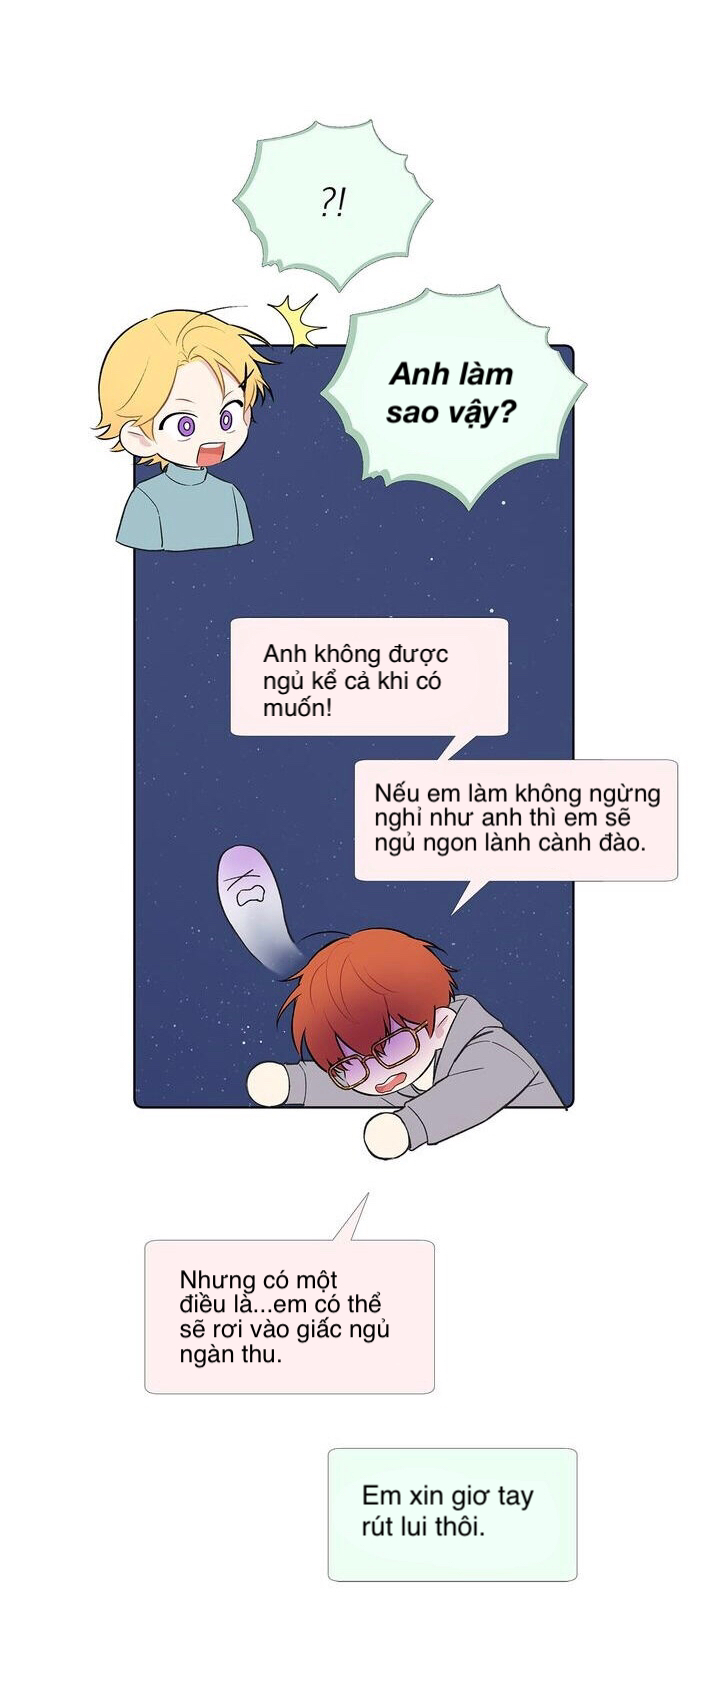 ?!
Anh làm
sao vậy?
Anh không được
ngủ kể cả khi có
muốn!
Nếu em làm không ngừng
nghỉ như anh thì em sẽ
ngủ ngon lành cành đào.
Nhưng có một
điều là...em có thể
sẽ rơi vào giấc ngủ
ngàn thu.
Em xin giơ tay
rút lui thôi.